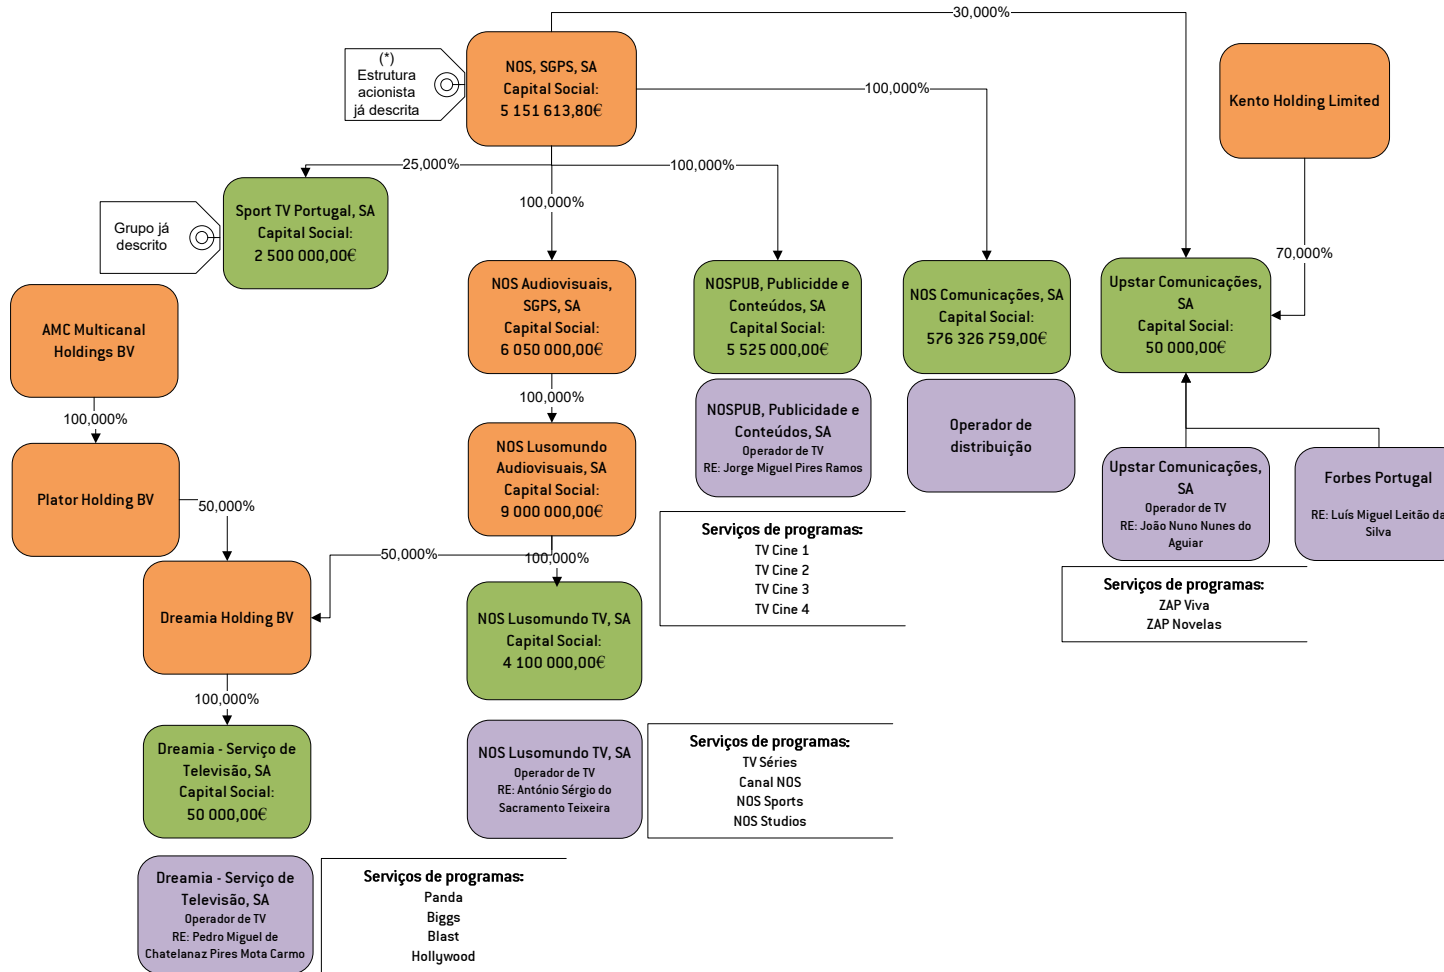 30,000%
(*)
Estrutura
acionista
já descrita
NOS, SGPS, SA
Capital Social:
5 151 613,80€
100,000%
Kento Holding Limited
25,000%
100,000%
100,000%
70,000%
Grupo já
descrito
Sport TV Portugal, SA
Capital Social:
2 500 000,00€
NOS Audiovisuais,
SGPS, SA
Capital Social:
6 050 000,00€
NOSPUB, Publicidde e
Conteúdos, SA
Capital Social:
5 525 000,00€
NOS Comunicações, SA
Capital Social:
576 326 759,00€
Upstar Comunicações,
SA
Capital Social:
50 000,00€
AMC Multicanal
Holdings BV
100,000%
100,000%
NOSPUB, Publicidade e
Conteúdos, SA
Operador de TV
RE: Jorge Miguel Pires Ramos
Operador de
distribuição
Plator Holding BV
50,000%
NOS Lusomundo
Audiovisuais, SA
Capital Social:
9 000 000,00€
Upstar Comunicações,
SA
Operador de TV
RE: João Nuno Nunes do
Aguiar
Forbes Portugal
RE: Luís Miguel Leitão da
Silva
Serviços de programas:
TV Cine 1
TV Cine 2
TV Cine 3
TV Cine 4
50,000%
100,000%
Serviços de programas:
ZAP Viva
ZAP Novelas
Dreamia Holding BV
NOS Lusomundo TV, SA
Capital Social:
4 100 000,00€
100,000%
Dreamia - Serviço de
Televisão, SA
Capital Social:
50 000,00€
NOS Lusomundo TV, SA
Operador de TV
RE: António Sérgio do
Sacramento Teixeira
Serviços de programas:
TV Séries
Canal NOS
NOS Sports
NOS Studios
Dreamia - Serviço de
Televisão, SA
Operador de TV
RE: Pedro Miguel de
Chatelanaz Pires Mota Carmo
Serviços de programas:
Panda
Biggs
Blast
Hollywood